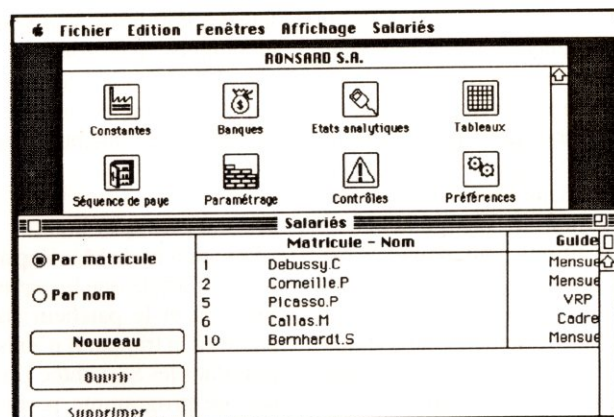 Fichier Edition Fenêtres Affichage Salariés
RONSARD S.A.
Constantes Banques Etats analytiques Tableaux
Séquence de paye Paramétrage Contrôles Préférences
Salariés
Matricule - Nom Guide
Par matricule
Par nom
1 Debussy.C Mensue
2 Corneille.P Mensue
5 Picasso.P VRP
6 Callas.M Cadre
10 Bernhardt.S Mensue
Nouveau
Ouvrir
Supprimer